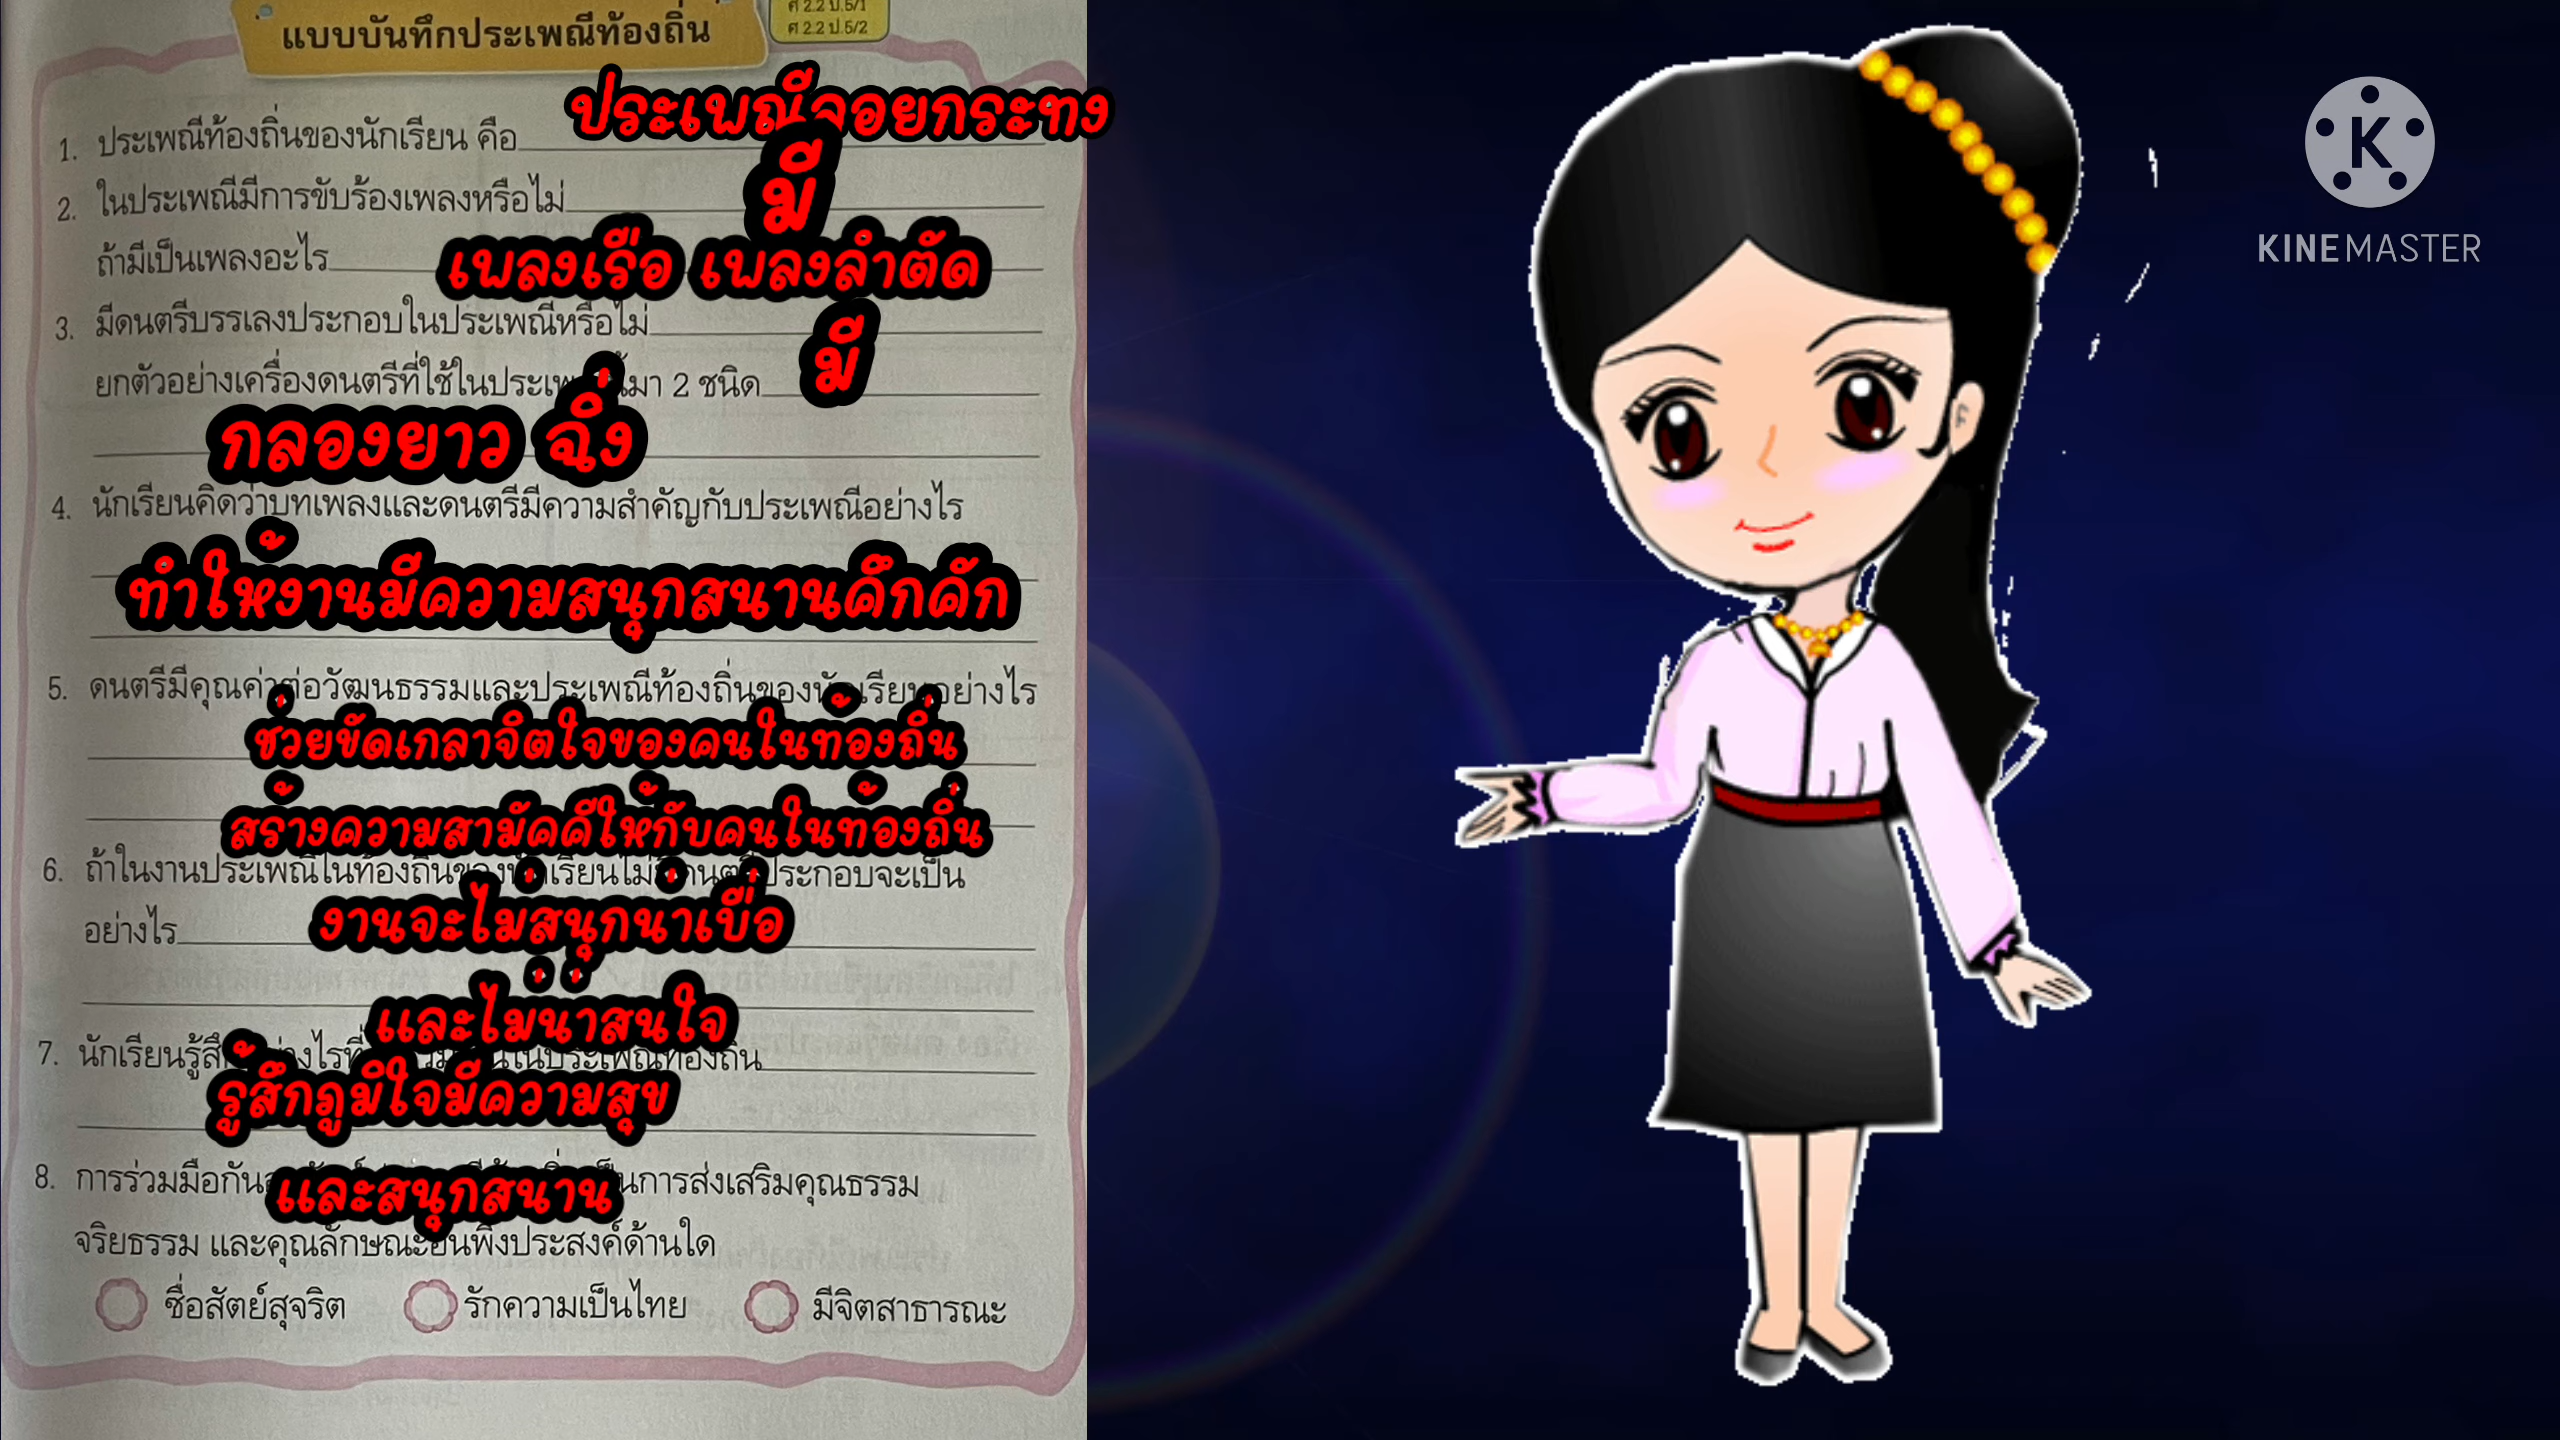 แบบบันทึกประเพณีท้องถิ่น
ศ 2.2 ป.5/1
ศ 2.2 ป.5/2
1. ประเพณีท้องถิ่นของนักเรียน คือ ประเพณีลอยกระทง
2. ในประเพณีมีการขับร้องเพลงหรือไม่ มี
ถ้ามีเป็นเพลงอะไร เพลงเรือ เพลงลำตัด
3. มีดนตรีบรรเลงประกอบในประเพณีหรือไม่ มี
ยกตัวอย่างเครื่องดนตรีที่ใช้ในประเพ มา 2 ชนิด
กลองยาว ฉิ่ง
4. นักเรียนคิดว่าบทเพลงและดนตรีมีความสำคัญกับประเพณีอย่างไร
ทำให้งานมีความสนุกสนานคึกคัก
5. ดนตรีมีคุณค่าต่อวัฒนธรรมและประเพณีท้องถิ่นของนักเรียนอย่างไร
ช่วยขัดเกลาจิตใจของคนในท้องถิ่น
สร้างความสามัคคีให้กับคนในท้องถิ่น
6. ถ้าในงานประเพณีในท้องถิ่นของนักเรียนไม่มีดนตรีประกอบจะเป็น
อย่างไร งานจะไม่สนุกน่าเบื่อ
และไม่น่าสนใจ
7. นักเรียนรู้สึกอย่างไรที่ ในประเพณีท้องถิ่น
รู้สึกภูมิใจมีความสุข
และสนุกสนาน
8. การร่วมมือกัน เป็นการส่งเสริมคุณธรรม
จริยธรรม และคุณลักษณะอันพึงประสงค์ด้านใด
ซื่อสัตย์สุจริต รักความเป็นไทย มีจิตสาธารณะ
K
KINEMASTER